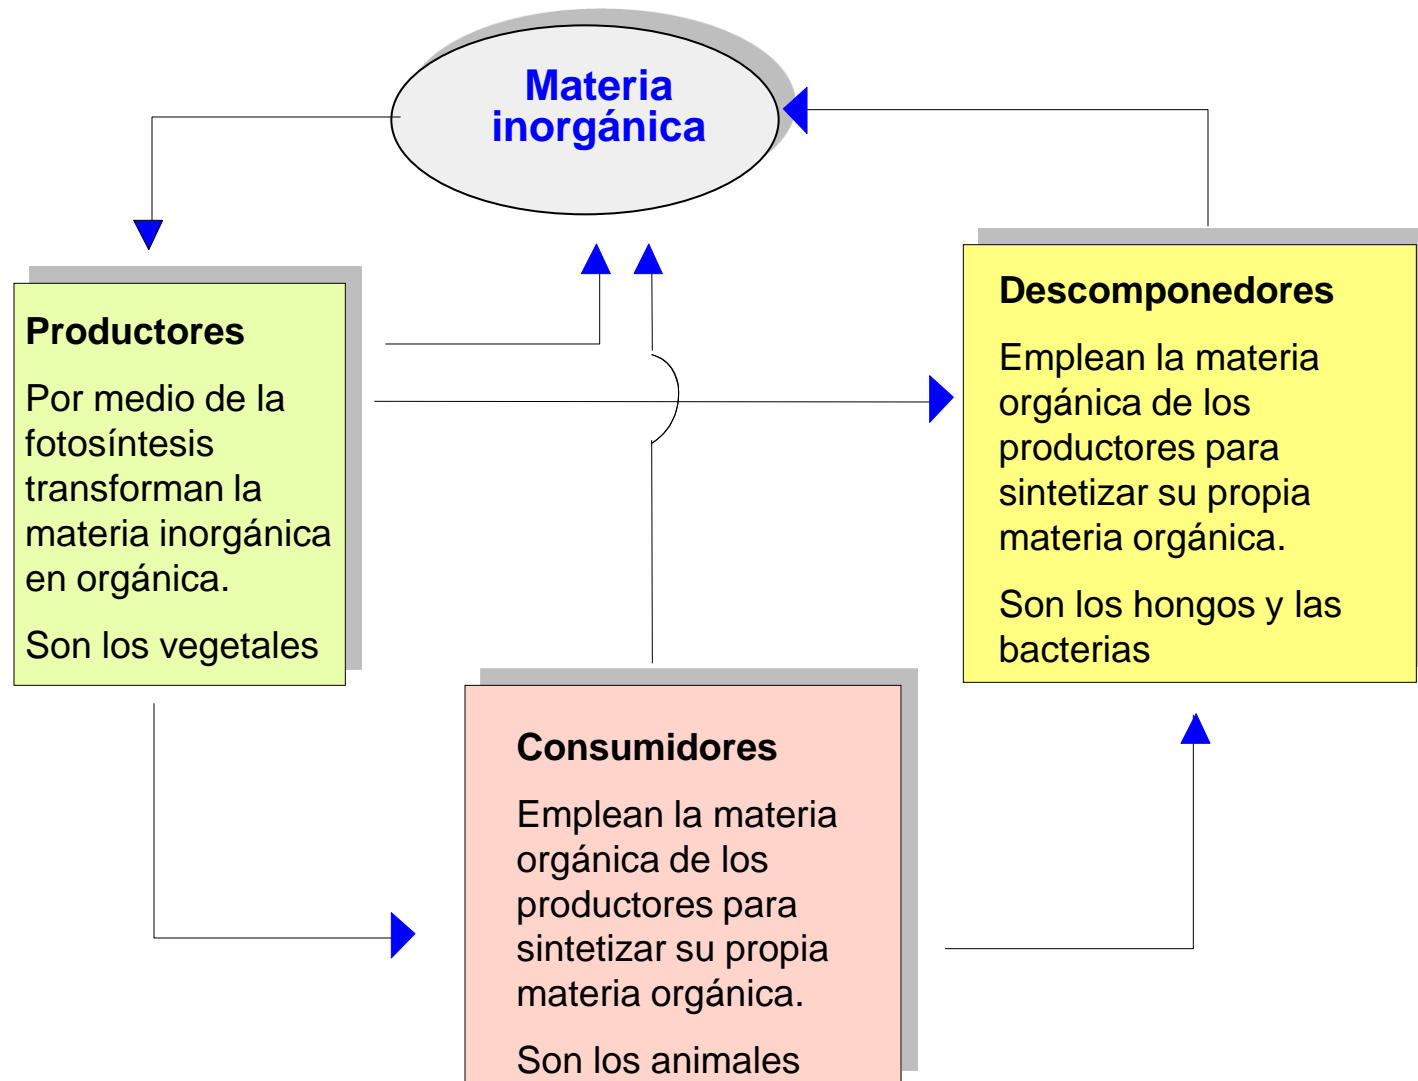 Materia
inorgánica
Productores
Por medio de la
fotosíntesis
transforman la
materia inorgánica
en orgánica.
Son los vegetales
Descomponedores
Emplean la materia
orgánica de los
productores para
sintetizar su propia
materia orgánica.
Son los hongos y las
bacterias
Consumidores
Emplean la materia
orgánica de los
productores para
sintetizar su propia
materia orgánica.
Son los animales